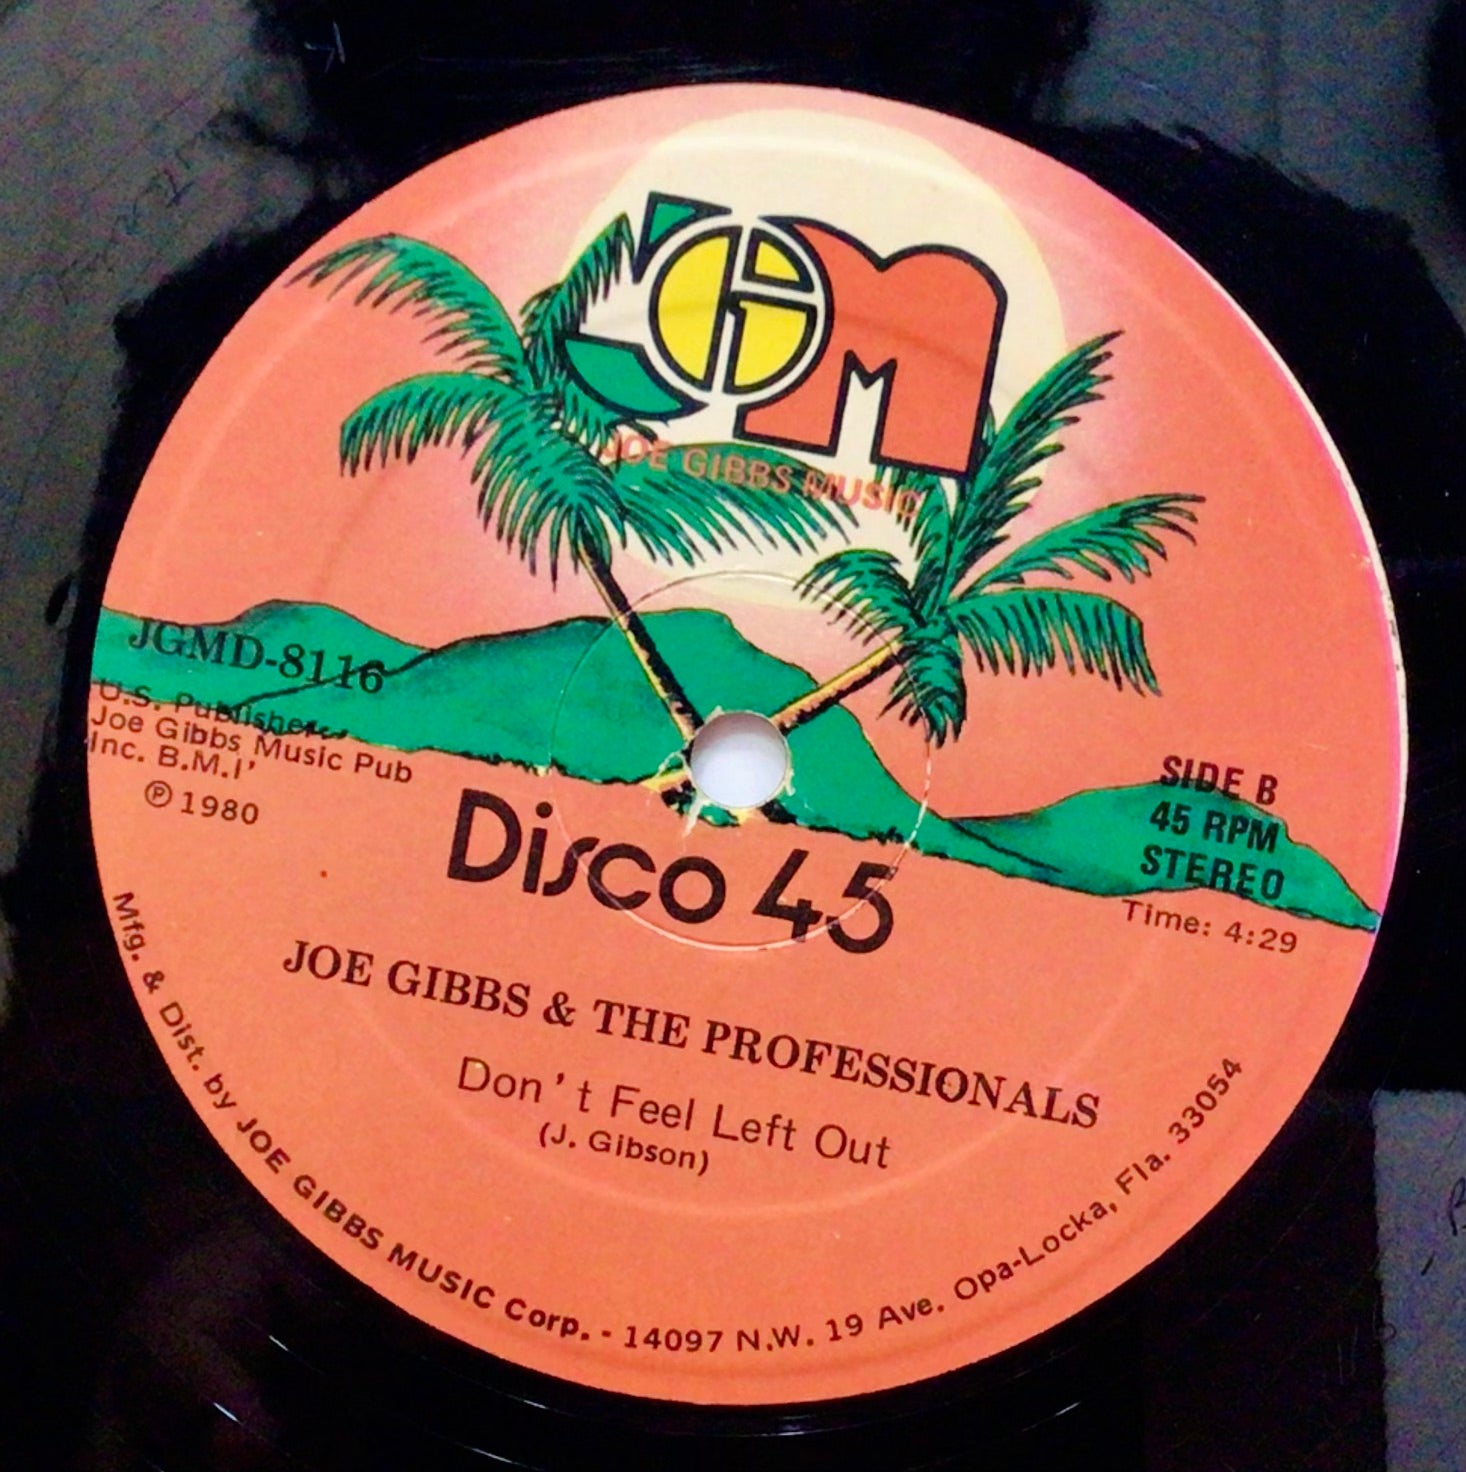 JGM
JOE GIBBS MUSIC
JGMD-8116
U.S. Publishers
Joe Gibbs Music Pub
Inc. B.M.I'
℗ 1980
SIDE B
45 RPM
STEREO
Time: 4:29
Disco 45
JOE GIBBS & THE PROFESSIONALS
Don't Feel Left Out
(J. Gibson)
Mfg. & Dist. by JOE GIBBS MUSIC Corp. - 14097 N.W. 19 Ave. Opa-Locka, Fla. 33054